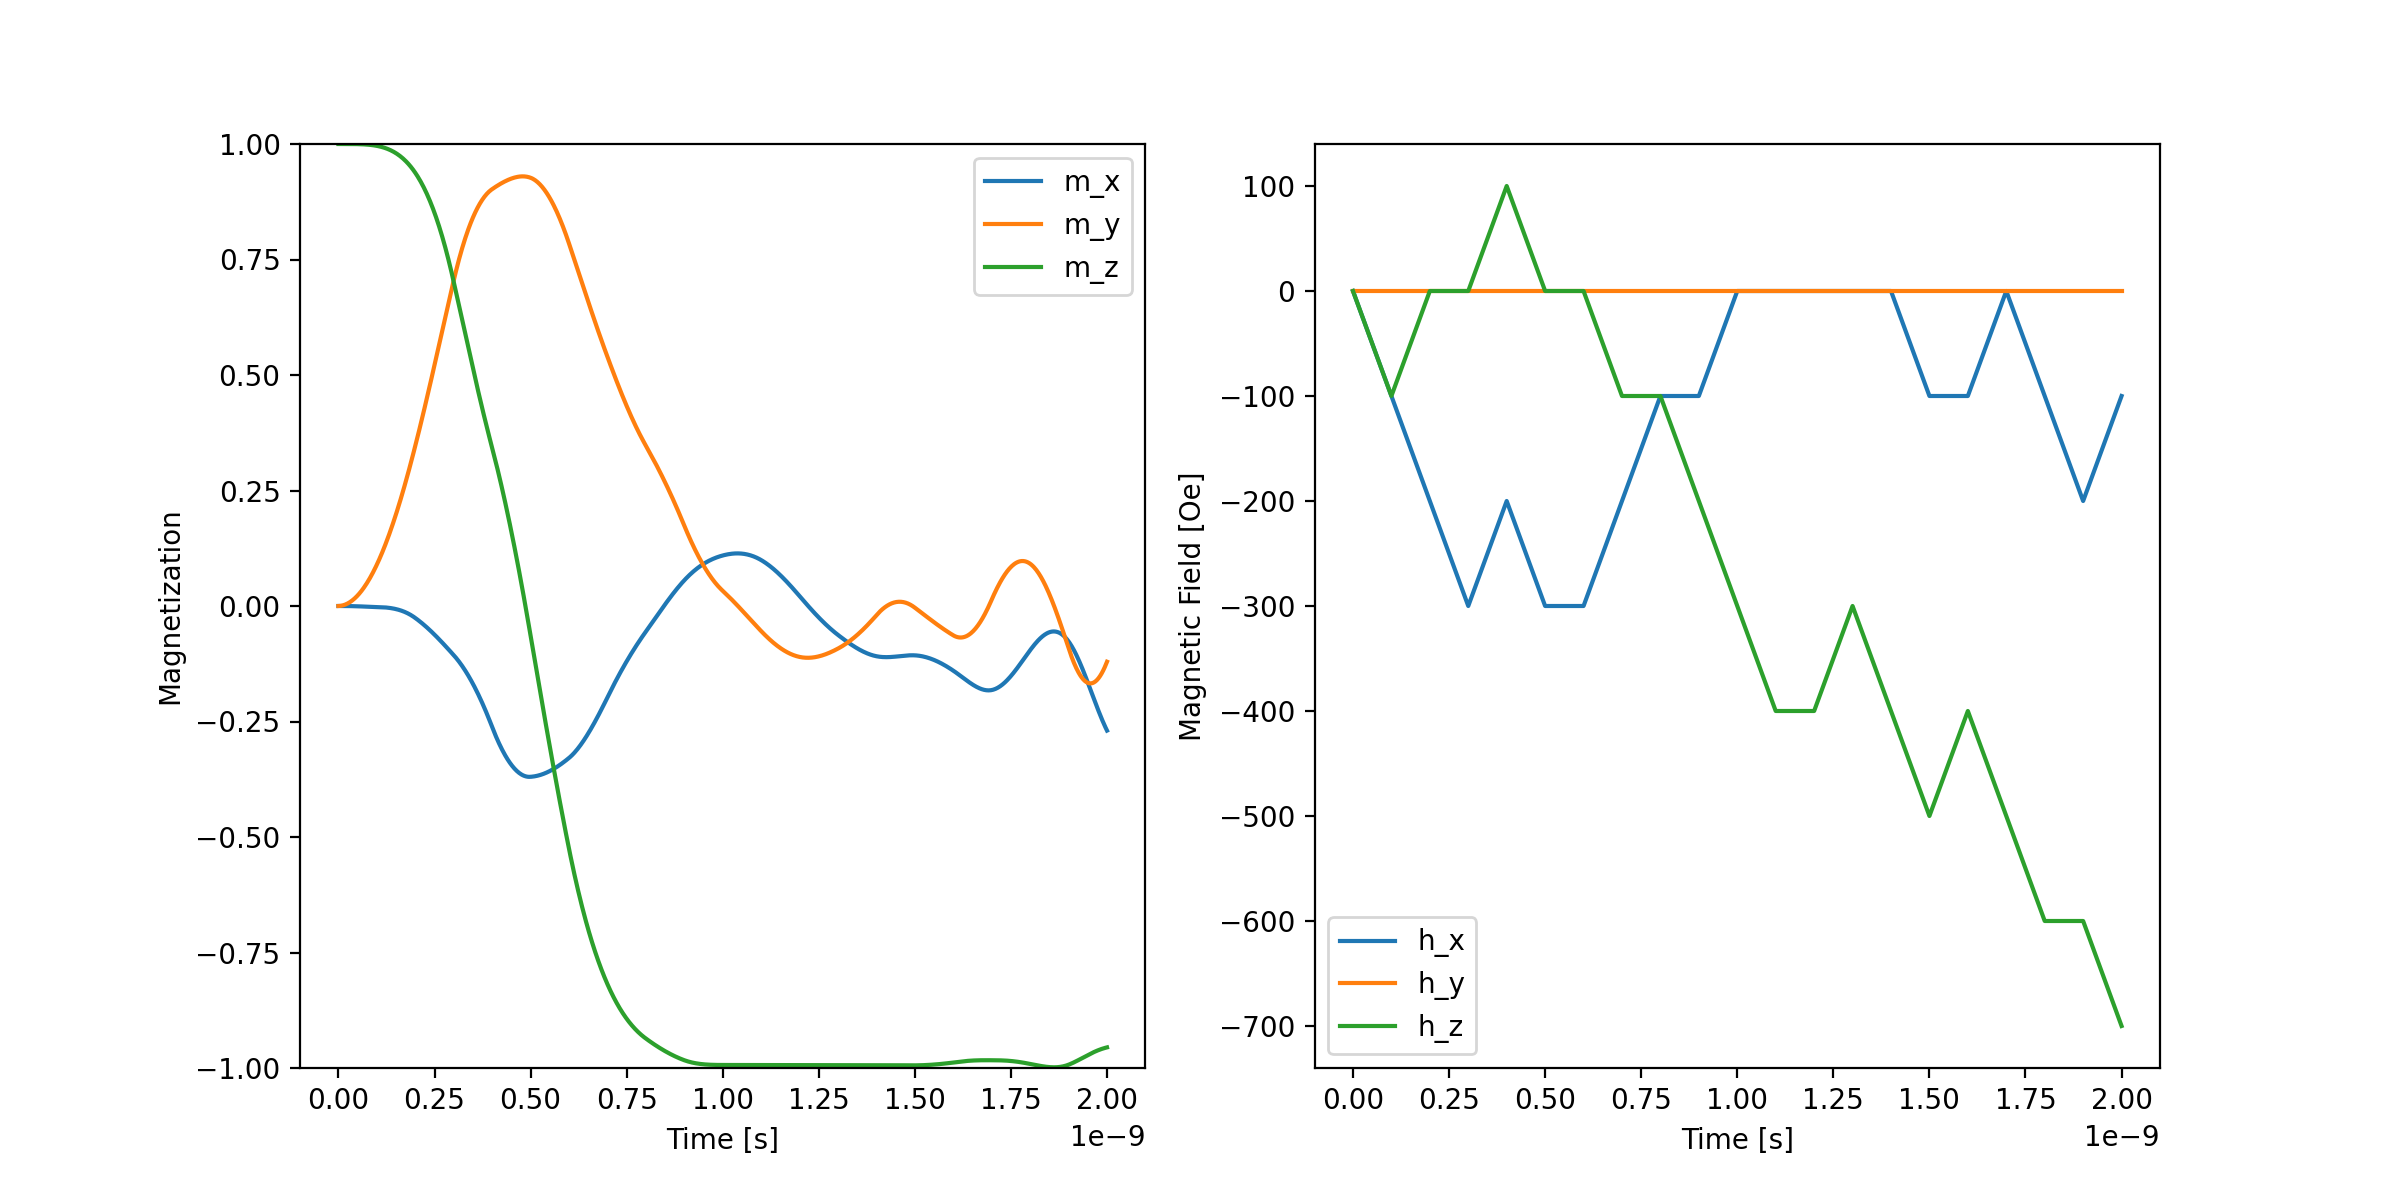 1.00
0.75
0.50
0.25
0.00
−0.25
−0.50
−0.75
−1.00
Magnetization
m_x
m_y
m_z
0.00 0.25 0.50 0.75 1.00 1.25 1.50 1.75 2.00
Time [s]
1e−9
100
0
−100
−200
−300
−400
−500
−600
−700
Magnetic Field [Oe]
h_x
h_y
h_z
0.00 0.25 0.50 0.75 1.00 1.25 1.50 1.75 2.00
Time [s]
1e−9